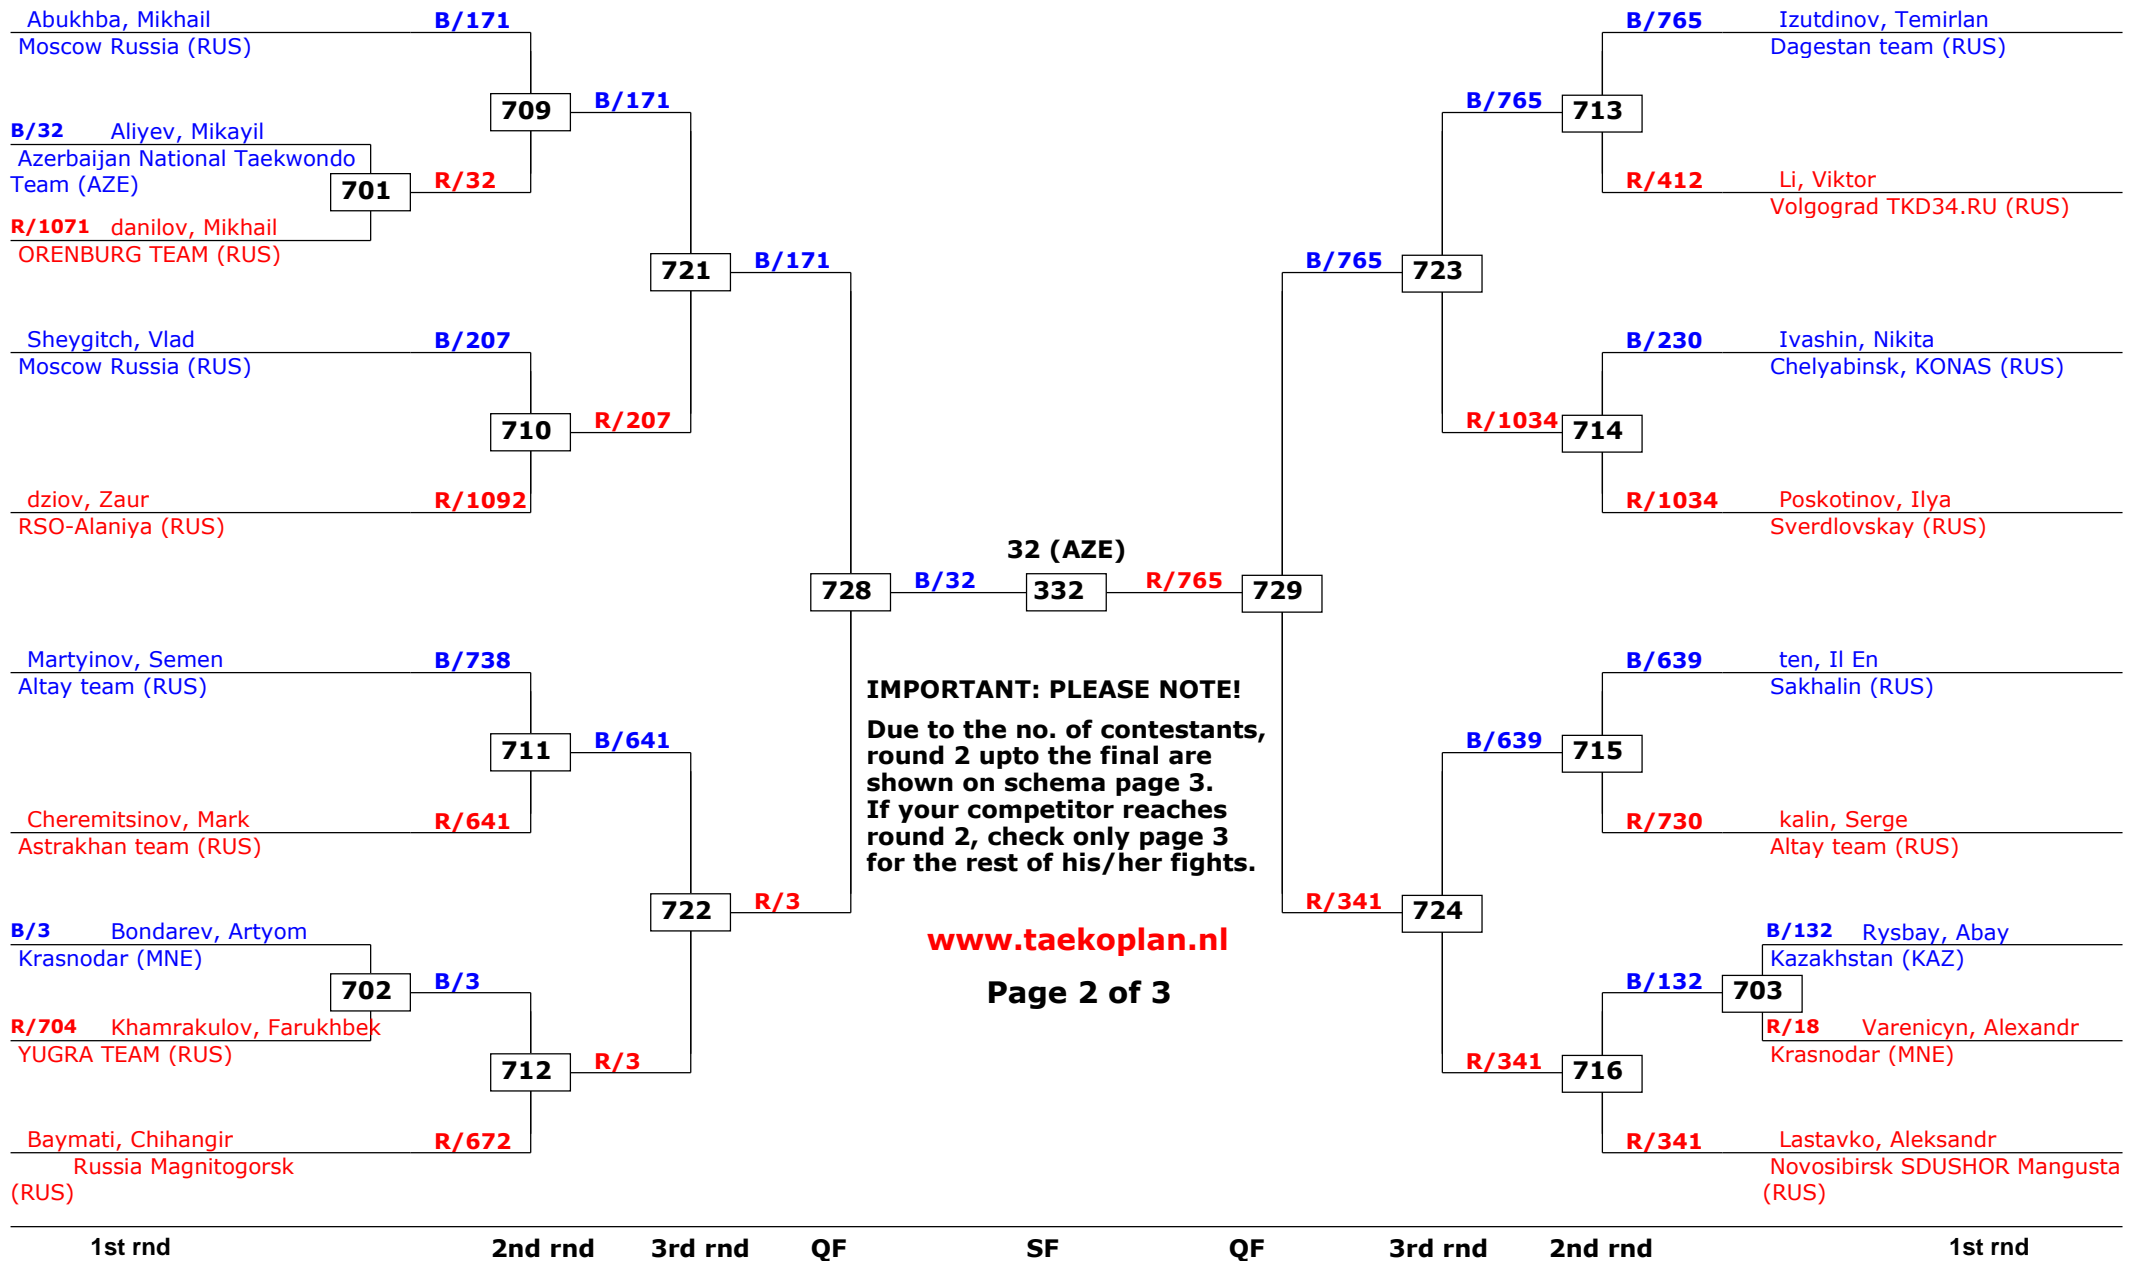 Abukhba, Mikhail
B/171
Moscow Russia (RUS)
709
B/171
B/32 Aliyev, Mikayil
Azerbaijan National Taekwondo
Team (AZE)
701
R/32
R/1071 danilov, Mikhail
ORENBURG TEAM (RUS)
721
B/171
Sheygitch, Vlad
B/207
Moscow Russia (RUS)
710
R/207
dziov, Zaur
R/1092
RSO-Alaniya (RUS)
728
B/32
Martyinov, Semen
B/738
Altay team (RUS)
711
B/641
Cheremitsinov, Mark
R/641
Astrakhan team (RUS)
722
R/3
B/3 Bondarev, Artyom
Krasnodar (MNE)
702
B/3
R/704 Khamrakulov, Farukhbek
YUGRA TEAM (RUS)
712
R/3
Baymati, Chihangir
R/672
Russia Magnitogorsk
(RUS)
32 (AZE)
332
IMPORTANT: PLEASE NOTE!
Due to the no. of contestants,
round 2 upto the final are
shown on schema page 3.
If your competitor reaches
round 2, check only page 3
for the rest of his/her fights.
www.taekoplan.nl
Page 2 of 3
B/765
Izutdinov, Temirlan
Dagestan team (RUS)
B/765
713
R/412
Li, Viktor
Volgograd TKD34.RU (RUS)
B/765
723
B/230
Ivashin, Nikita
Chelyabinsk, KONAS (RUS)
R/1034
714
R/1034
Poskotinov, Ilya
Sverdlovskay (RUS)
R/765
729
B/639
ten, Il En
Sakhalin (RUS)
B/639
715
R/730
kalin, Serge
Altay team (RUS)
R/341
724
B/132 Rysbay, Abay
Kazakhstan (KAZ)
B/132
703
R/18 Varenicyn, Alexandr
Krasnodar (MNE)
R/341
716
R/341
Lastavko, Aleksandr
Novosibirsk SDUSHOR Mangusta
(RUS)
1st rnd 2nd rnd 3rd rnd QF SF QF 3rd rnd 2nd rnd 1st rnd